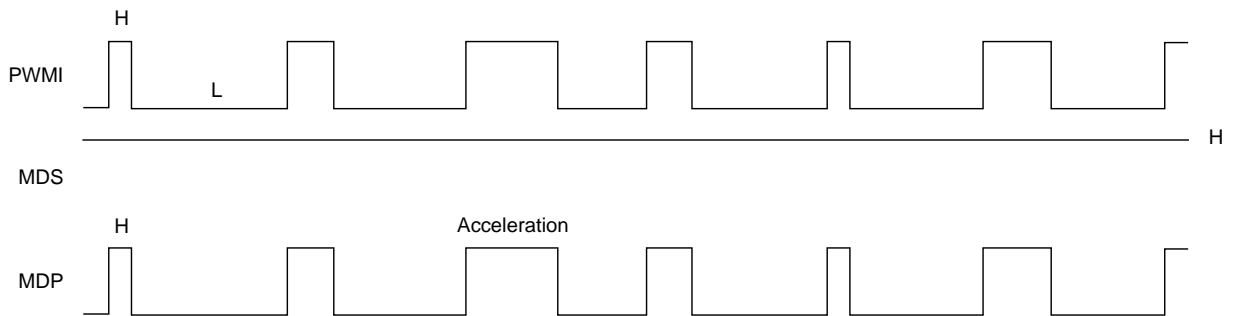 H
PWMI
L
H
MDS
H
Acceleration
MDP